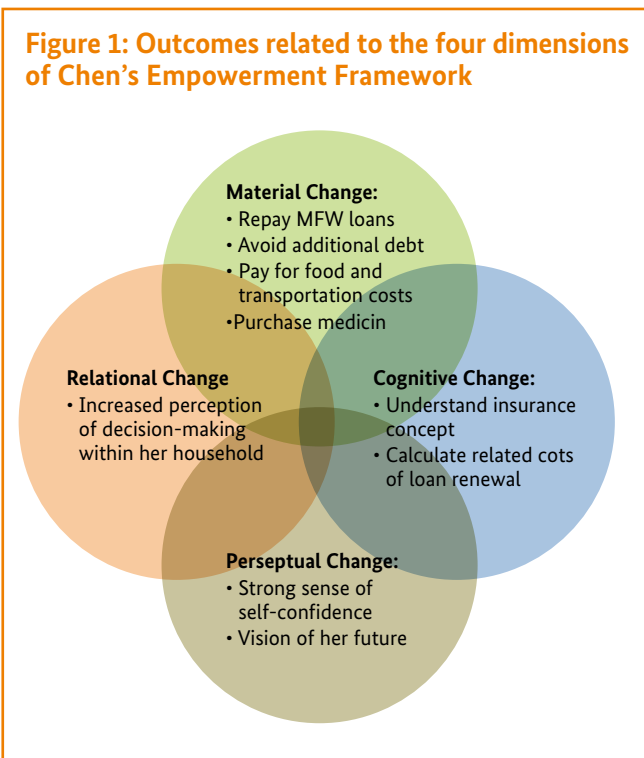 Figure 1: Outcomes related to the four dimensions
of Chen’s Empowerment Framework
Material Change:
• Repay MFW loans
• Avoid additional debt
• Pay for food and
transportation costs
•Purchase medicin
Relational Change
• Increased perception
of decision-making
within her household
Cognitive Change:
• Understand insurance
concept
• Calculate related cots
of loan renewal
Perseptual Change:
• Strong sense of
self-confidence
• Vision of her future